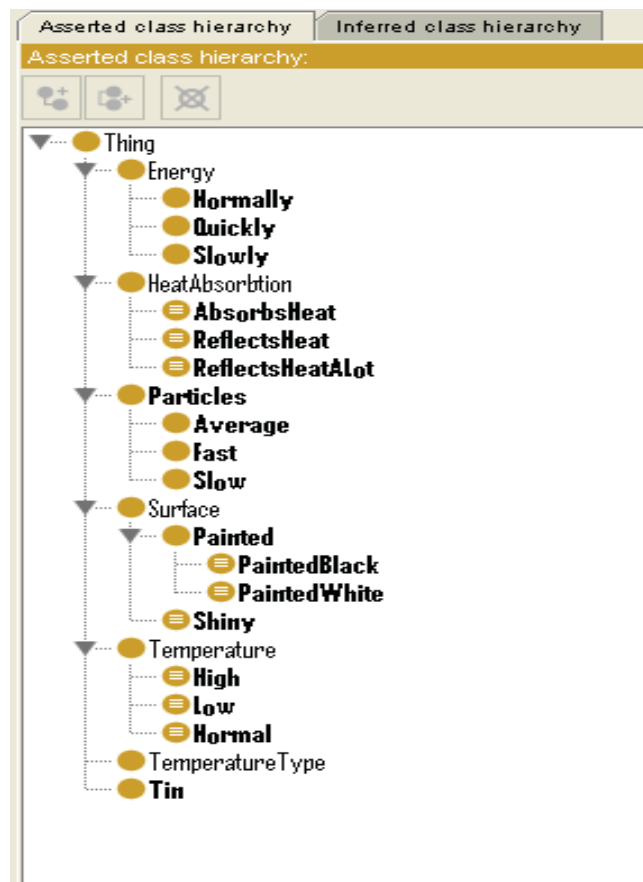 Asserted class hierarchy Inferred class hierarchy
Asserted class hierarchy:
Thing
Energy
Normally
Quickly
Slowly
HeatAbsorbtion
AbsorbsHeat
ReflectsHeat
ReflectsHeatALot
Particles
Average
Fast
Slow
Surface
Painted
PaintedBlack
PaintedWhite
Shiny
Temperature
High
Low
Normal
TemperatureType
Tin